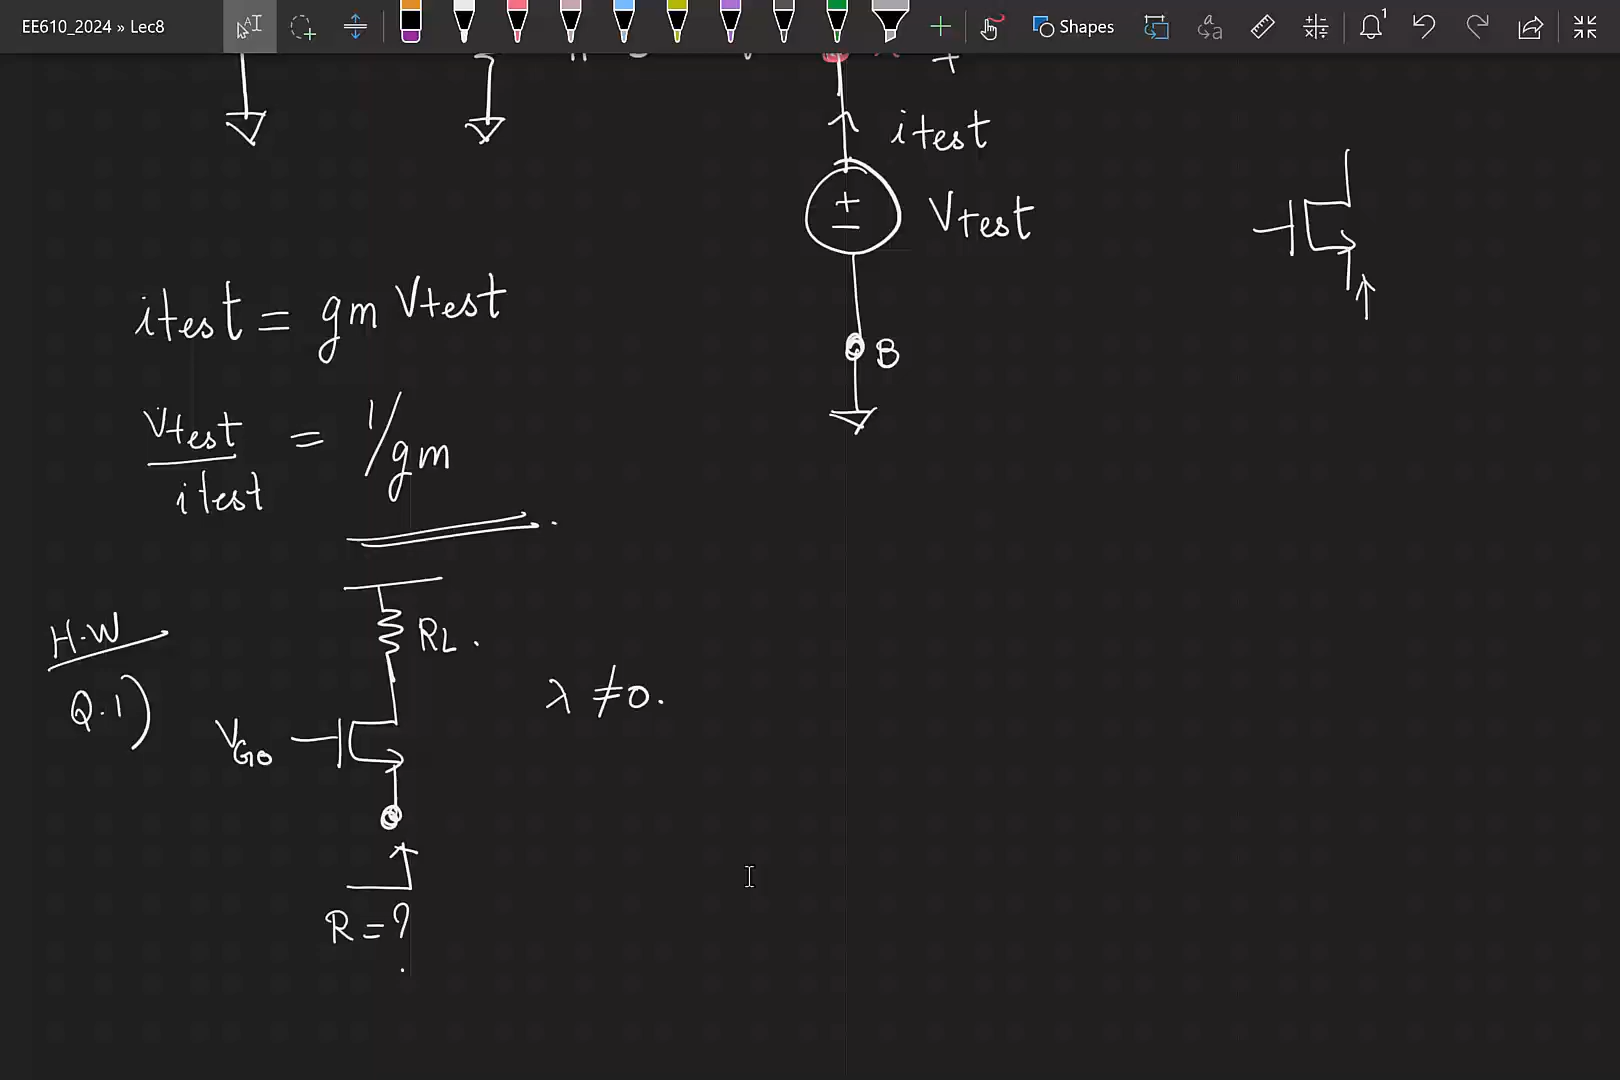 EE610_2024 » Lec8
Shapes
itest
Vtest
itest = gm Vtest
B
Vtest / itest = 1/gm
H.W
RL.
Q.1)
λ ≠ 0.
VG0
R = ?